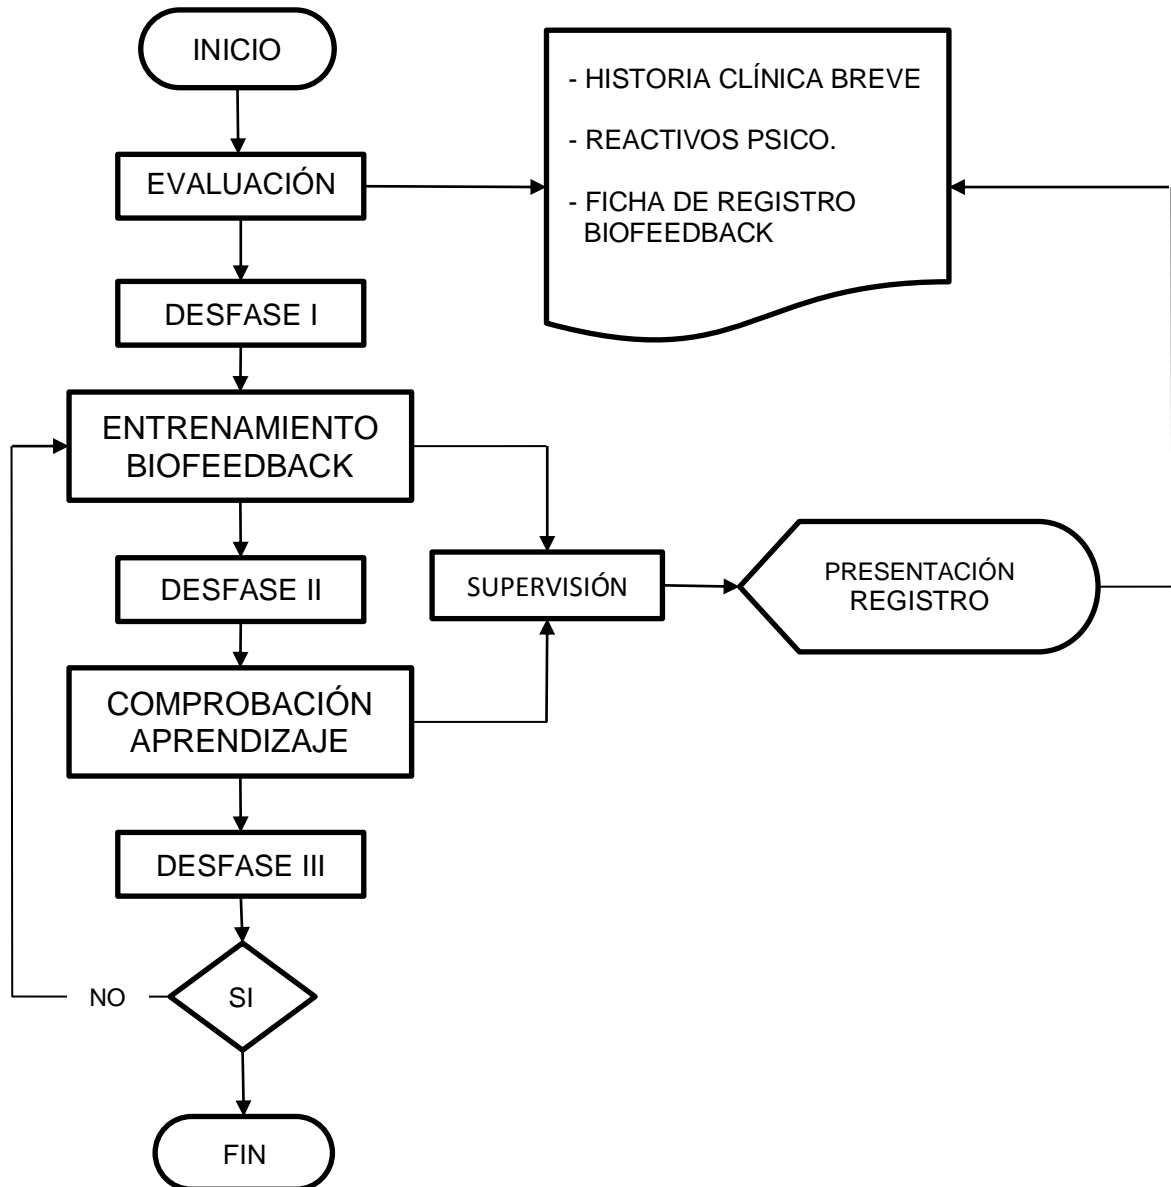 INICIO
- HISTORIA CLÍNICA BREVE
- REACTIVOS PSICO.
- FICHA DE REGISTRO
BIOFEEDBACK
EVALUACIÓN
DESFASE I
ENTRENAMIENTO
BIOFEEDBACK
DESFASE II
SUPERVISIÓN
PRESENTACIÓN
REGISTRO
COMPROBACIÓN
APRENDIZAJE
DESFASE III
NO
SI
FIN